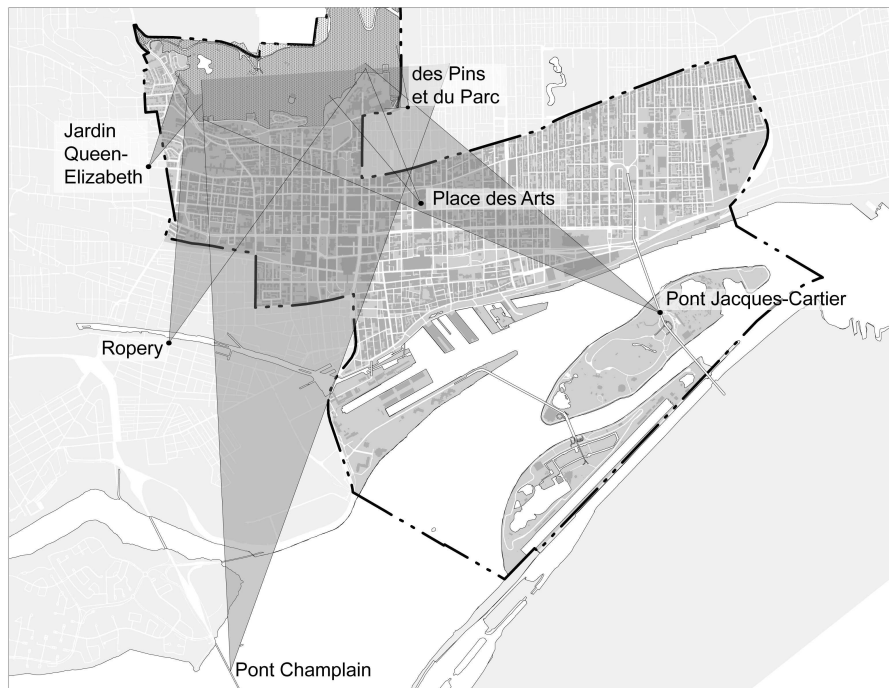 des Pins
et du Parc
Jardin
Queen-
Elizabeth
Place des Arts
Pont Jacques-Cartier
Ropery
Pont Champlain